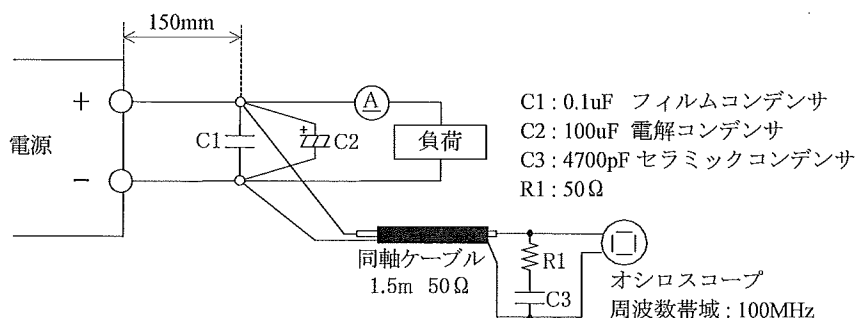 150mm
+
A
電源
C1
+
C2
負荷
−
C1 : 0.1uF フィルムコンデンサ
C2 : 100uF 電解コンデンサ
C3 : 4700pF セラミックコンデンサ
R1 : 50Ω
同軸ケーブル
1.5m 50Ω
R1
C3
オシロスコープ
周波数帯域 : 100MHz